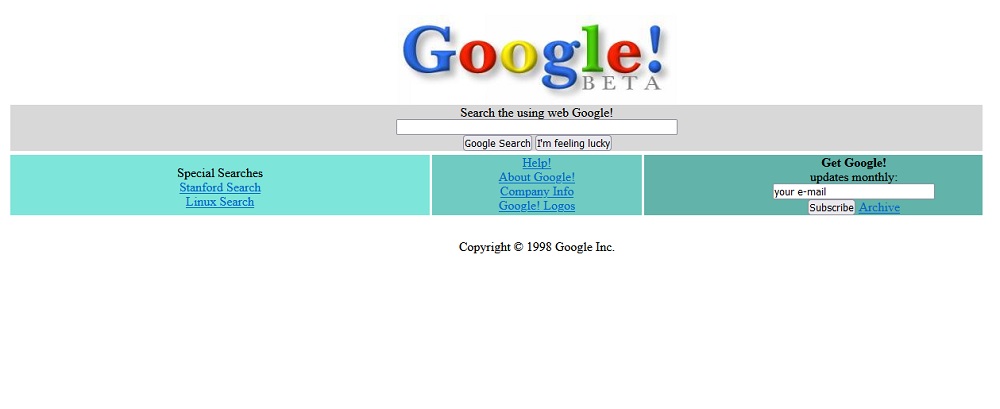 Google!
BETA
Search the using web Google!
Google Search I'm feeling lucky
Special Searches
Stanford Search
Linux Search
Help!
About Google!
Company Info
Google! Logos
Get Google!
updates monthly:
your e-mail
Subscribe Archive
Copyright © 1998 Google Inc.